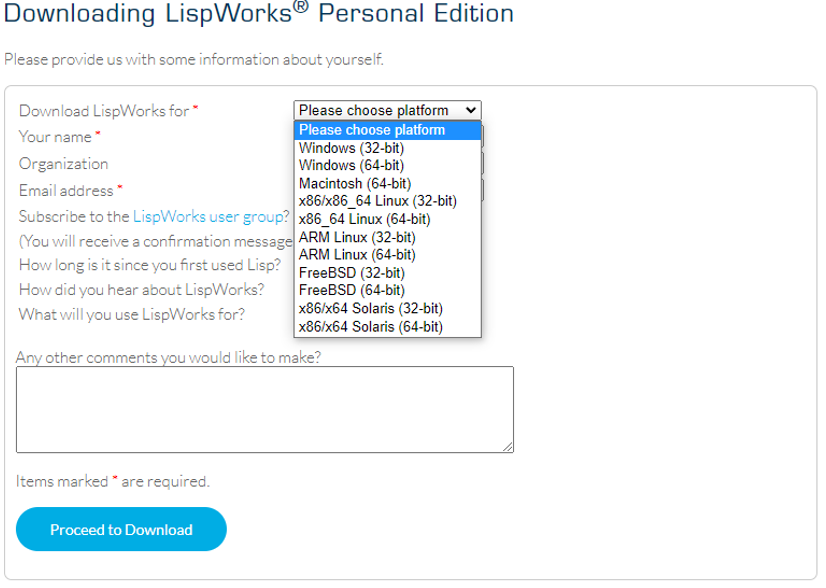 Downloading LispWorks® Personal Edition
Please provide us with some information about yourself.
Download LispWorks for * Please choose platform
Please choose platform
Your name *
Windows (32-bit)
Organization
Windows (64-bit)
Macintosh (64-bit)
Email address *
x86/x86_64 Linux (32-bit)
Subscribe to the LispWorks user group?
x86_64 Linux (64-bit)
(You will receive a confirmation message
ARM Linux (32-bit)
ARM Linux (64-bit)
How long is it since you first used Lisp?
FreeBSD (32-bit)
How did you hear about LispWorks?
FreeBSD (64-bit)
What will you use LispWorks for?
x86/x64 Solaris (32-bit)
x86/x64 Solaris (64-bit)
Any other comments you would like to make?
Items marked * are required.
Proceed to Download